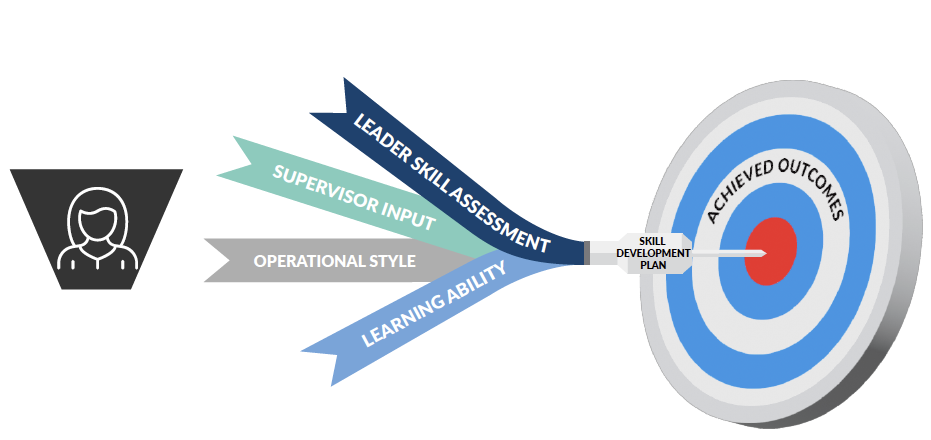 LEADER SKILL ASSESSMENT
SUPERVISOR INPUT
OPERATIONAL STYLE
LEARNING ABILITY
SKILL
DEVELOPMENT
PLAN
ACHIEVED OUTCOMES